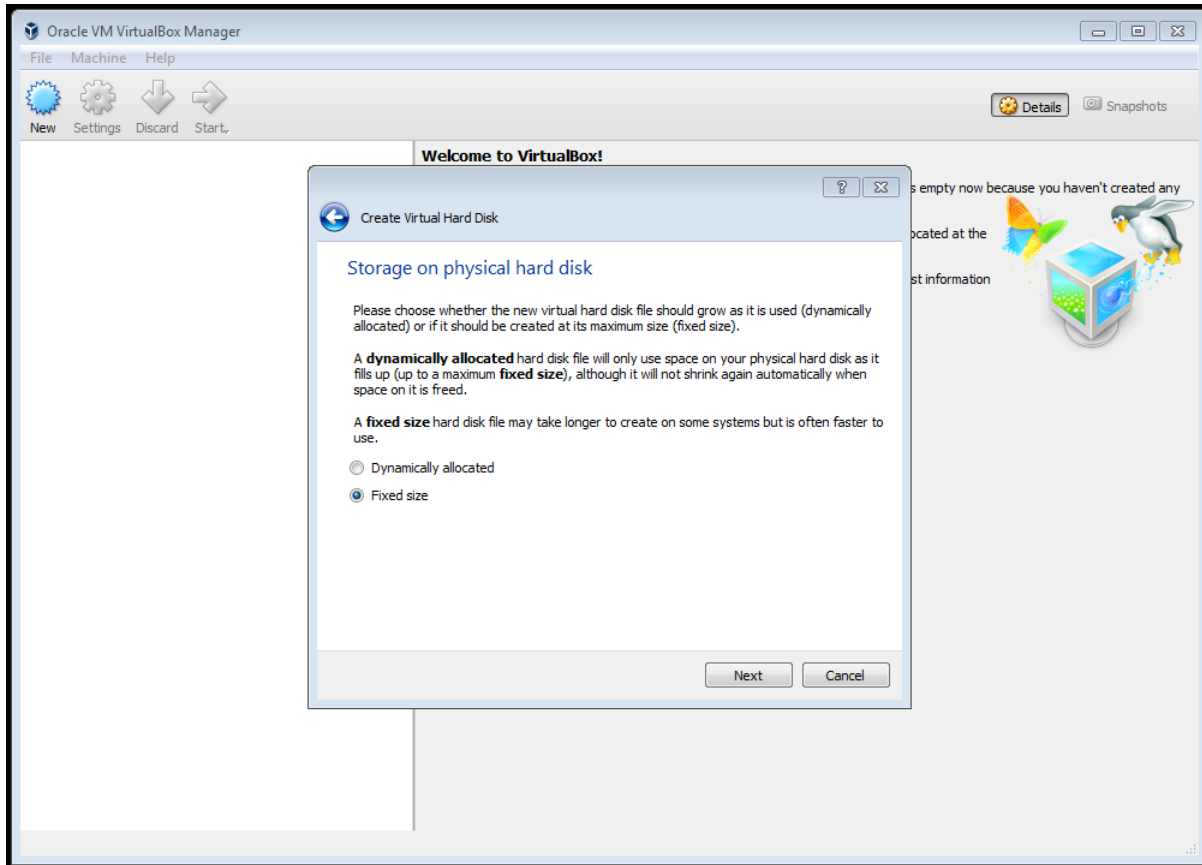 Oracle VM VirtualBox Manager
File Machine Help
New Settings Discard Start
Details Snapshots
Welcome to VirtualBox!
s empty now because you haven't created any
ocated at the
st information
?
Create Virtual Hard Disk
Storage on physical hard disk
Please choose whether the new virtual hard disk file should grow as it is used (dynamically
allocated) or if it should be created at its maximum size (fixed size).
A dynamically allocated hard disk file will only use space on your physical hard disk as it
fills up (up to a maximum fixed size), although it will not shrink again automatically when
space on it is freed.
A fixed size hard disk file may take longer to create on some systems but is often faster to
use.
Dynamically allocated
Fixed size
Next Cancel